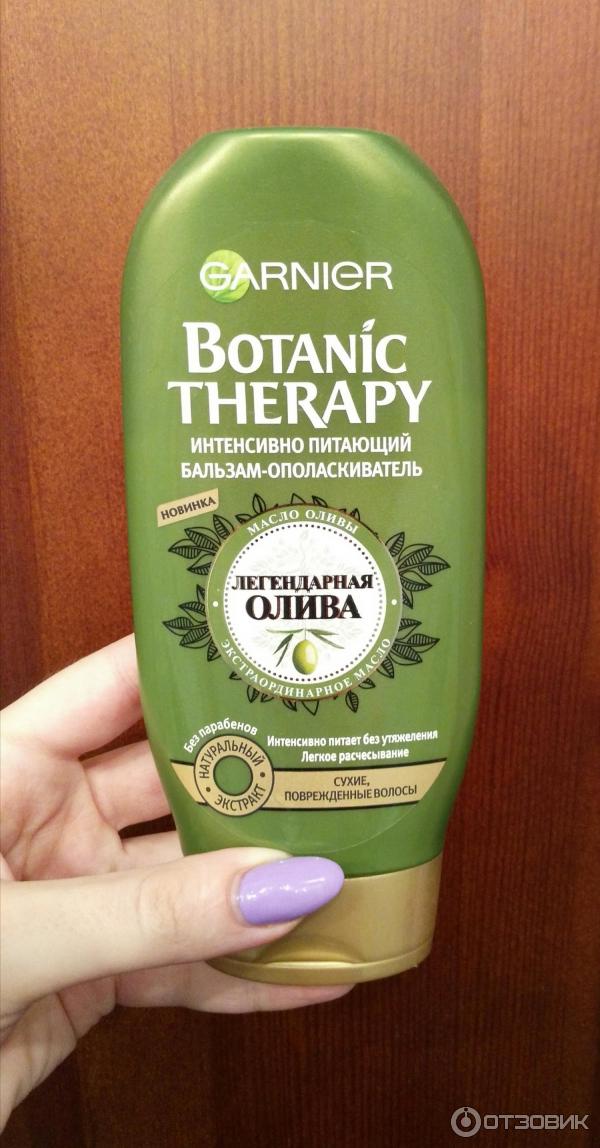 GARNIER
BOTANIC
THERAPY
ИНТЕНСИВНО ПИТАЮЩИЙ
БАЛЬЗАМ-ОПОЛАСКИВАТЕЛЬ
НОВИНКА
МАСЛО ОЛИВЫ
ЛЕГЕНДАРНАЯ
ОЛИВА
ЭКСТРАОРДИНАРНОЕ МАСЛО
Без парабенов
НАТУРАЛЬНЫЙ
ЭКСТРАКТ
Интенсивно питает без утяжеления
Легкое расчесывание
СУХИЕ,
ПОВРЕЖДЕННЫЕ ВОЛОСЫ
ОТЗОВИК